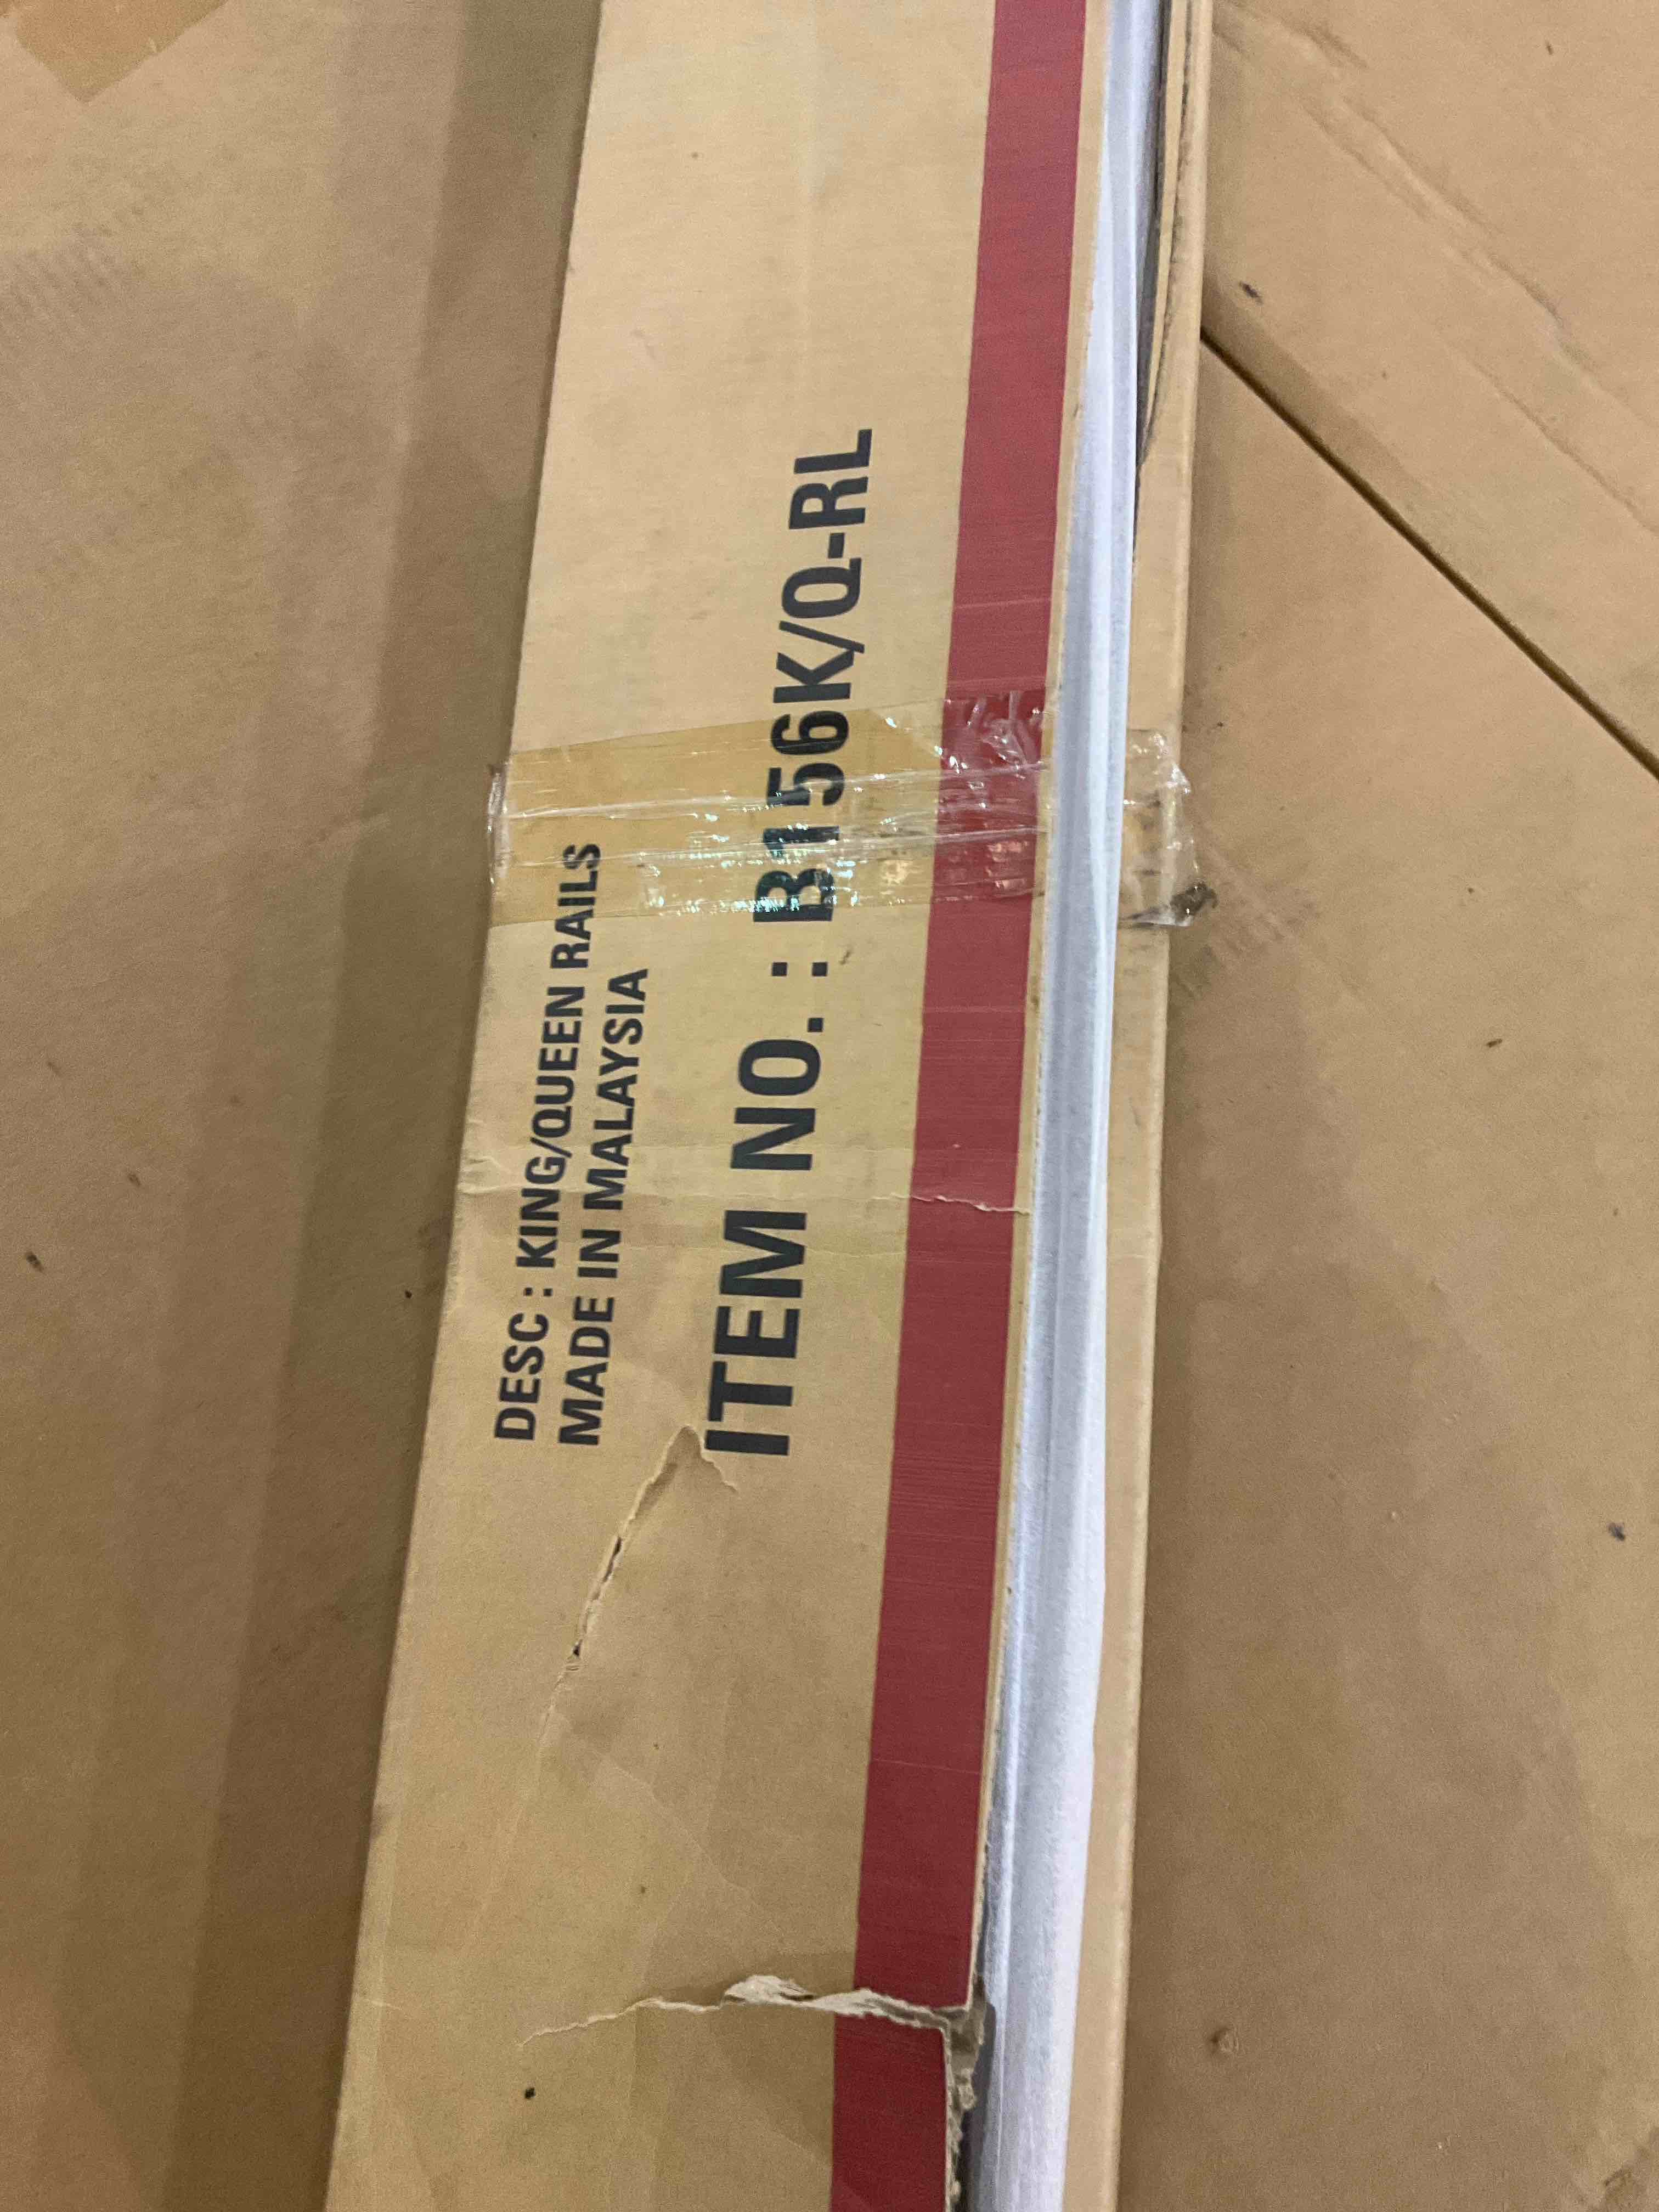 DESC : KING/QUEEN RAILS
MADE IN MALAYSIA
ITEM NO. : B156K/Q-RL